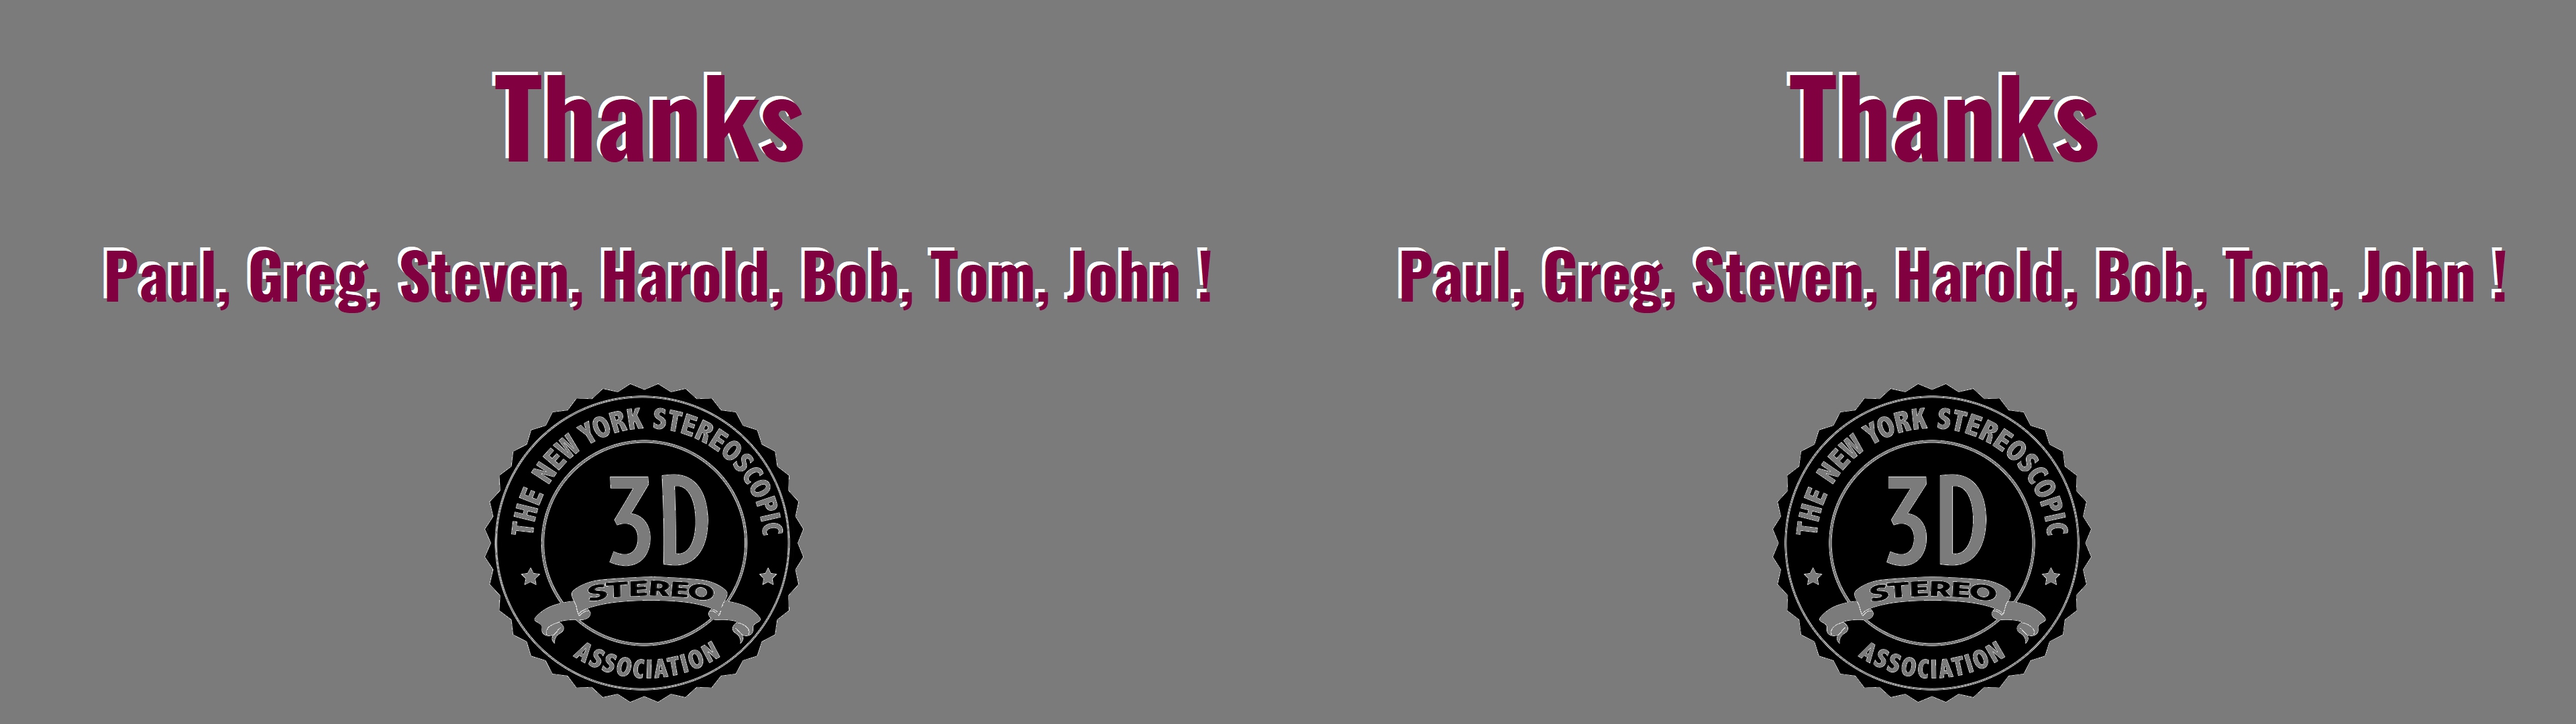 Thanks
Paul, Greg, Steven, Harold, Bob, Tom, John !
THE NEW YORK STEREOSCOPIC
3D
STEREO
ASSOCIATION
Thanks
Paul, Greg, Steven, Harold, Bob, Tom, John !
THE NEW YORK STEREOSCOPIC
3D
STEREO
ASSOCIATION